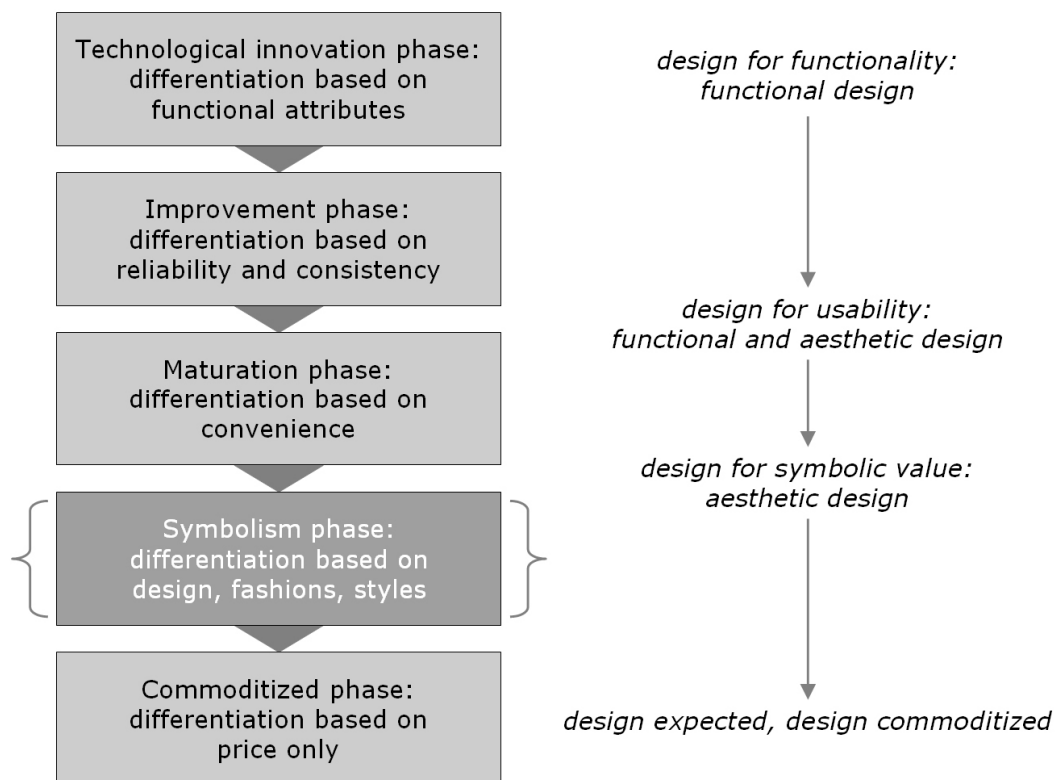 Technological innovation phase:
differentiation based on
functional attributes
design for functionality:
functional design
Improvement phase:
differentiation based on
reliability and consistency
design for usability:
functional and aesthetic design
Maturation phase:
differentiation based on
convenience
design for symbolic value:
aesthetic design
Symbolism phase:
differentiation based on
design, fashions, styles
Commoditized phase:
differentiation based on
price only
design expected, design commoditized